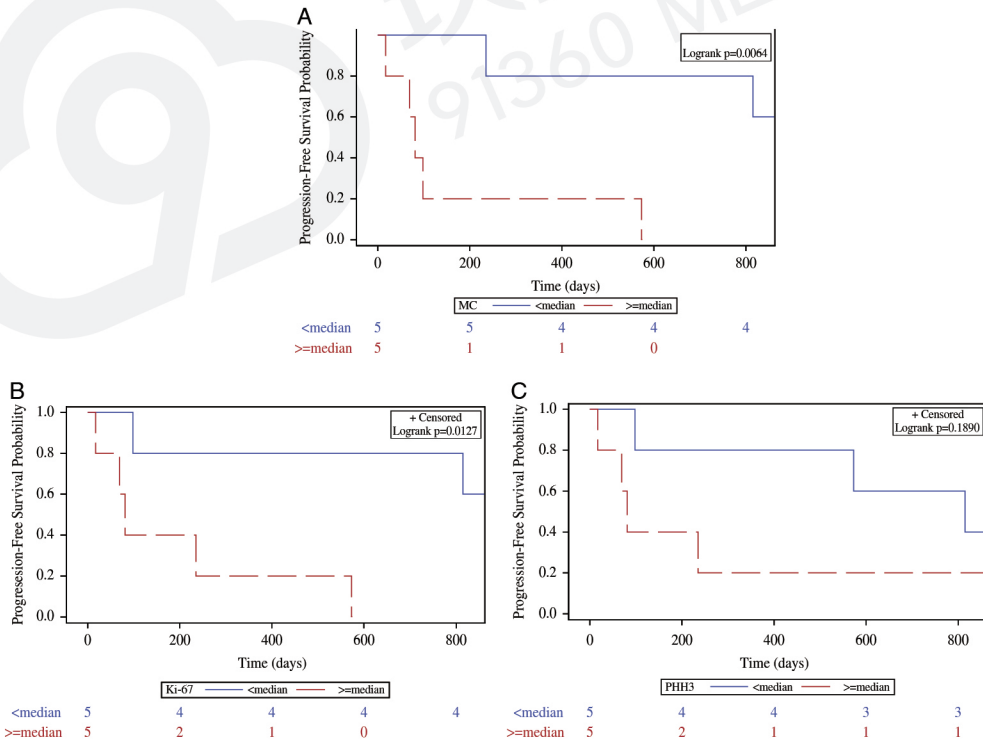 A
Logrank p=0.0064
Progression-Free Survival Probability
0.8
0.6
0.4
0.2
0.0
0 200 400 600 800
Time (days)
MC <median >=median
<median 5 5 4 4 4
>=median 5 1 1 0
B
+ Censored
Logrank p=0.0127
Progresesion-Free Survival Probability
1.0
0.8
0.6
0.4
0.2
0.0
0 200 400 600 800
Time (days)
Ki-67 <median >=median
<median 5 4 4 4 4
>=median 5 2 1 0
C
+ Censored
Logrank p=0.1890
Progression-Free Survival Probability
1.0
0.8
0.6
0.4
0.2
0.0
0 200 400 600 800
Time (days)
PHH3 <median >=median
<median 5 4 4 3 3
>=median 5 2 1 1 1
91360 ME